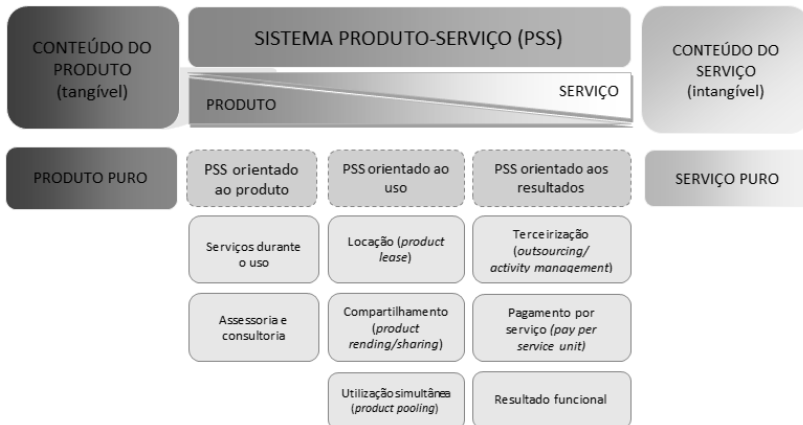 CONTEÚDO DO
PRODUTO
(tangível)
SISTEMA PRODUTO-SERVIÇO (PSS)
PRODUTO
SERVIÇO
CONTEÚDO DO
SERVIÇO
(intangível)
PRODUTO PURO
PSS orientado
ao produto
PSS orientado ao
uso
PSS orientado aos
resultados
SERVIÇO PURO
Serviços durante
o uso
Locação (product
lease)
Terceirização
(outsourcing/
activity management)
Assessoria e
consultoria
Compartilhamento
(product
rending/sharing)
Pagamento por
serviço (pay per
service unit)
Utilização simultânea
(product pooling)
Resultado funcional